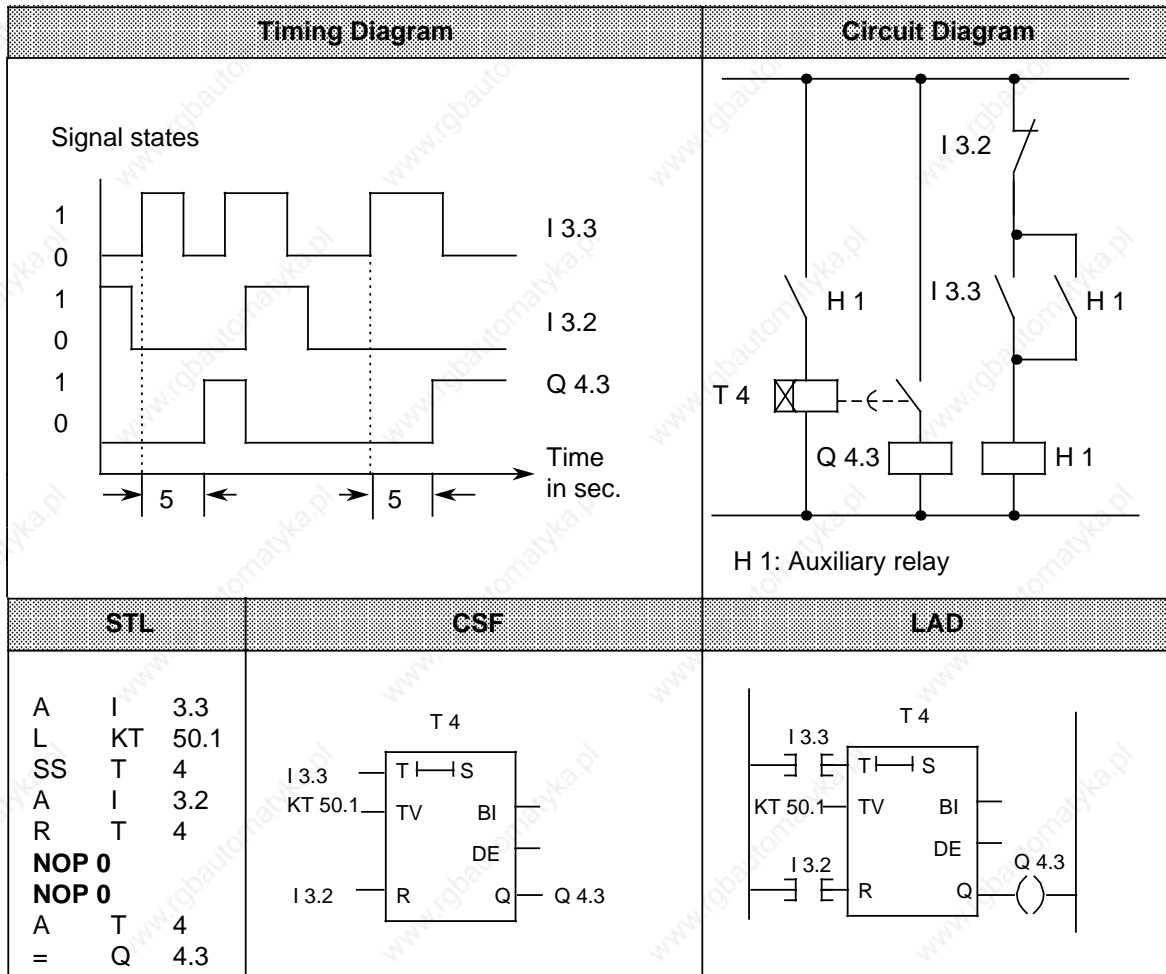 Timing Diagram
Circuit Diagram
Signal states
1
0
I 3.3
1
0
I 3.2
1
0
Q 4.3
Time
in sec.
5
5
I 3.2
H 1
I 3.3
H 1
T 4
Q 4.3
H 1
H 1: Auxiliary relay
STL
CSF
LAD
A I 3.3
L KT 50.1
SS T 4
A I 3.2
R T 4
NOP 0
NOP 0
A T 4
= Q 4.3
T 4
I 3.3 T S
KT 50.1 TV BI
DE
I 3.2 R Q Q 4.3
T 4
I 3.3
T S
KT 50.1 TV BI
DE
I 3.2
Q 4.3
R Q
www.rgbautomatyka.pl